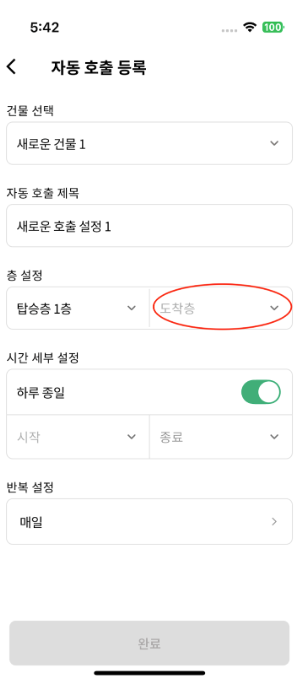 5:42
100
자동 호출 등록
건물 선택
새로운 건물 1
자동 호출 제목
새로운 호출 설정 1
층 설정
탑승층 1층 도착층
시간 세부 설정
하루 종일
시작 종료
반복 설정
매일
완료